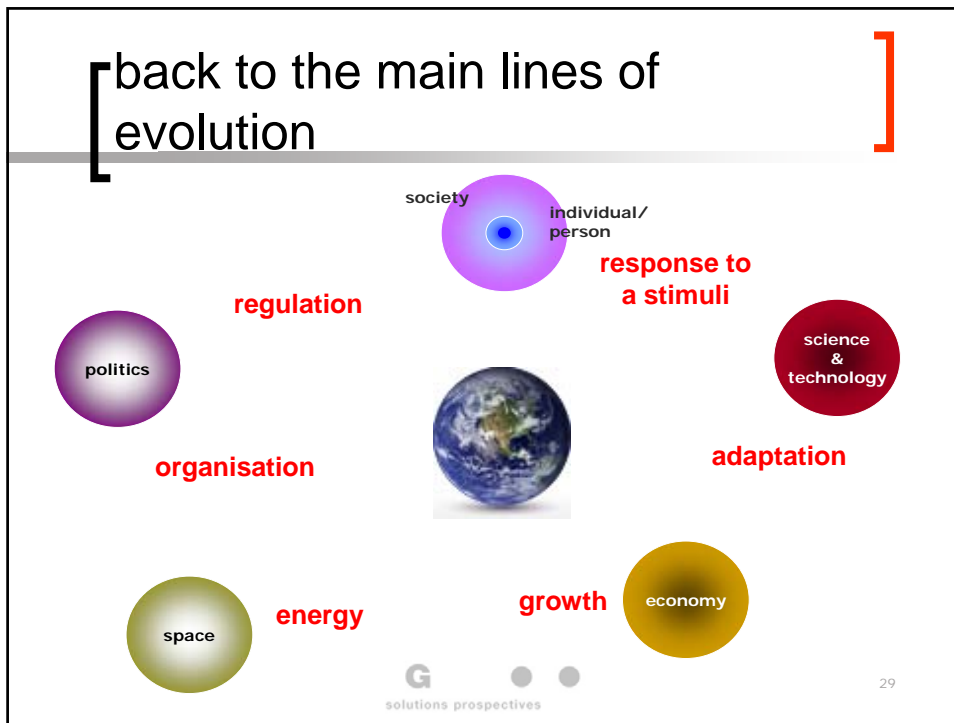 back to the main lines of
evolution
society
individual/
person
response to
a stimuli
regulation
science
&
technology
politics
organisation
adaptation
growth
economy
energy
space
G
solutions prospectives
29